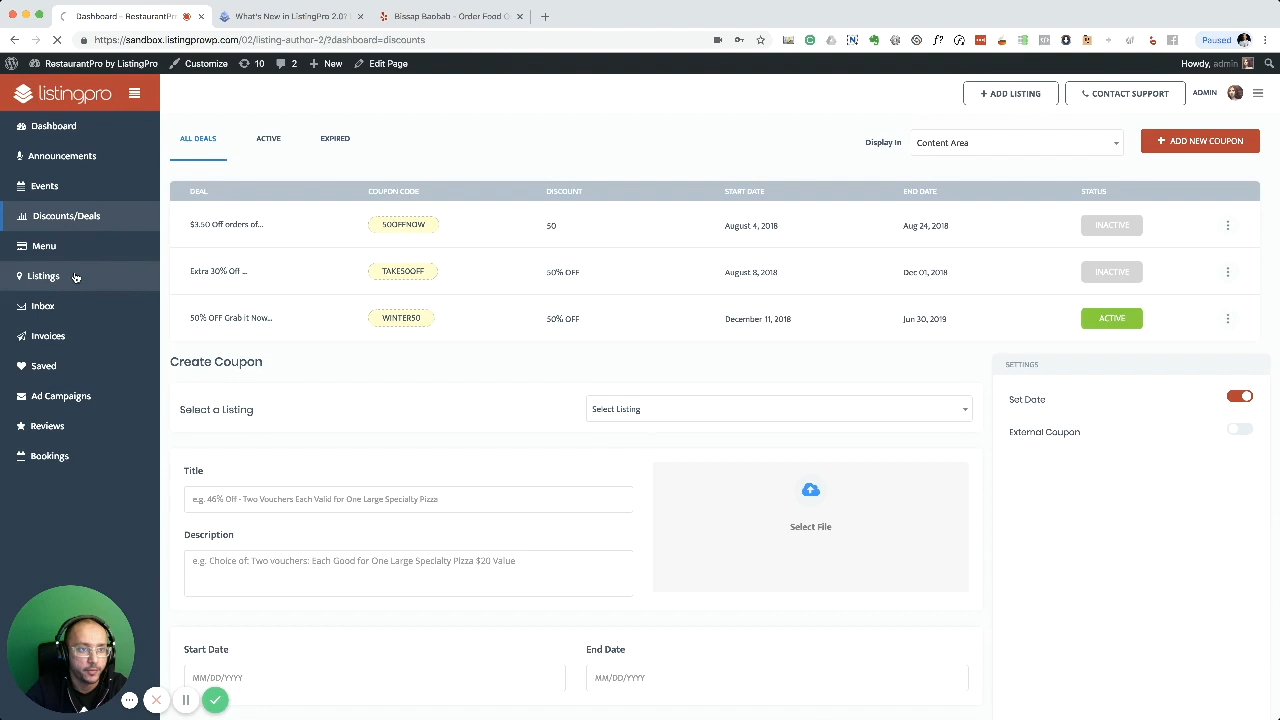 Dashboard - RestaurantPro
What's Now in ListingPro 2.0?
Bissap Baobab - Order Food O
https://sandbox.listingprowp.com/02/listing-author-2/?dashboard=discounts
Paused
RestaurantPro by ListingPro
Customize
10
2
New
Edit Page
Howdy, admin
listingpro
ADD LISTING
CONTACT SUPPORT
ADMIN
Dashboard
Announcements
Events
Discounts/Deals
Menu
Listings
Inbox
Invoices
Saved
Ad Campaigns
Reviews
Bookings
ALL DEALS
ACTIVE
EXPIRED
Display In
Content Area
ADD NEW COUPON
DEAL COUPON CODE DISCOUNT START DATE END DATE STATUS
$3.50 Off orders of... 50OFFNOW 50 August 4, 2018 Aug 24, 2018 INACTIVE
Extra 30% Off ... TAKE50OFF 50% OFF August 8, 2018 Dec 01, 2018 INACTIVE
50% OFF Grab it Now... WINTER50 50% OFF December 11, 2018 Jun 30, 2019 ACTIVE
Create Coupon
SETTINGS
Select a Listing
Select Listing
Set Date
External Coupon
Title
e.g. 46% Off - Two Vouchers Each Valid for One Large Specialty Pizza
Select File
Description
e.g. Choice of: Two vouchers: Each Good for One Large Specialty Pizza $20 Value
Start Date
End Date
MM/DD/YYYY
MM/DD/YYYY